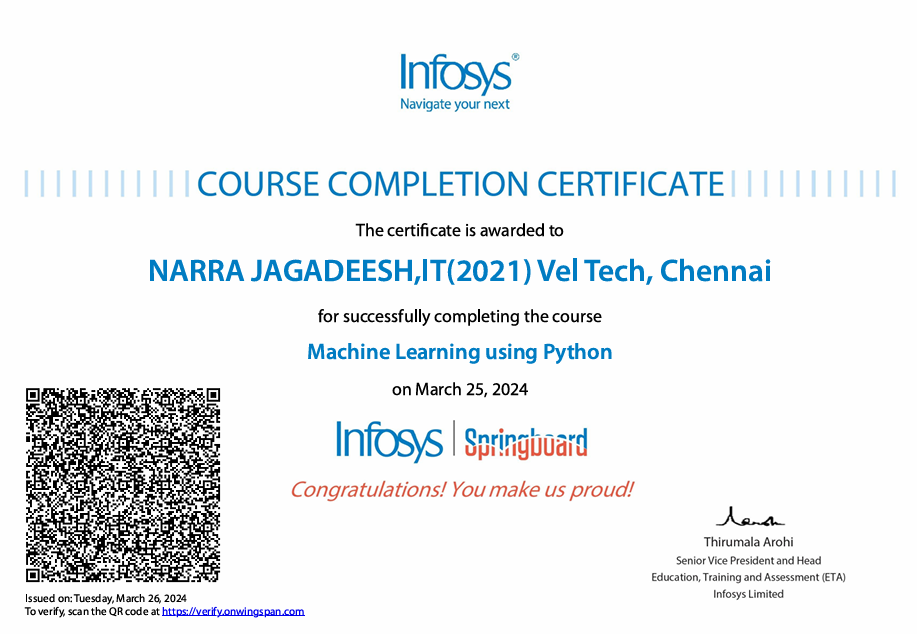 Infosys®
Navigate your next
COURSE COMPLETION CERTIFICATE
The certificate is awarded to
NARRA JAGADEESH,IT(2021) Vel Tech, Chennai
for successfully completing the course
Machine Learning using Python
on March 25, 2024
Infosys | Springboard
Congratulations! You make us proud!
Thirumala Arohi
Senior Vice President and Head
Education, Training and Assessment (ETA)
Infosys Limited
Issued on: Tuesday, March 26, 2024
To verify, scan the QR code at https://verify.onwingspan.com